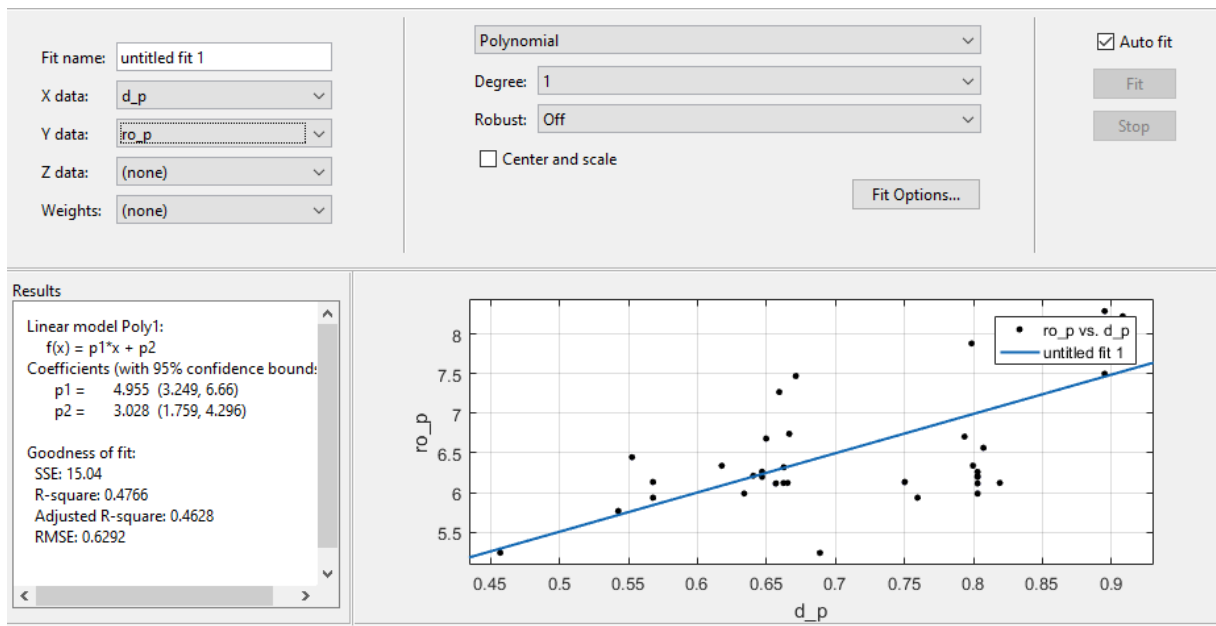 Fit name: untitled fit 1
X data: d_p
Y data: ro_p
Z data: (none)
Weights: (none)
Polynomial
Degree: 1
Robust: Off
Center and scale
Fit Options...
Auto fit
Fit
Stop
Results
Linear model Poly1:
f(x) = p1*x + p2
Coefficients (with 95% confidence bounds
p1 = 4.955 (3.249, 6.66)
p2 = 3.028 (1.759, 4.296)
Goodness of fit:
SSE: 15.04
R-square: 0.4766
Adjusted R-square: 0.4628
RMSE: 0.6292
ro_p vs. d_p
untitled fit 1
8
7.5
7
6.5
6
5.5
ro_p
0.45 0.5 0.55 0.6 0.65 0.7 0.75 0.8 0.85 0.9
d_p